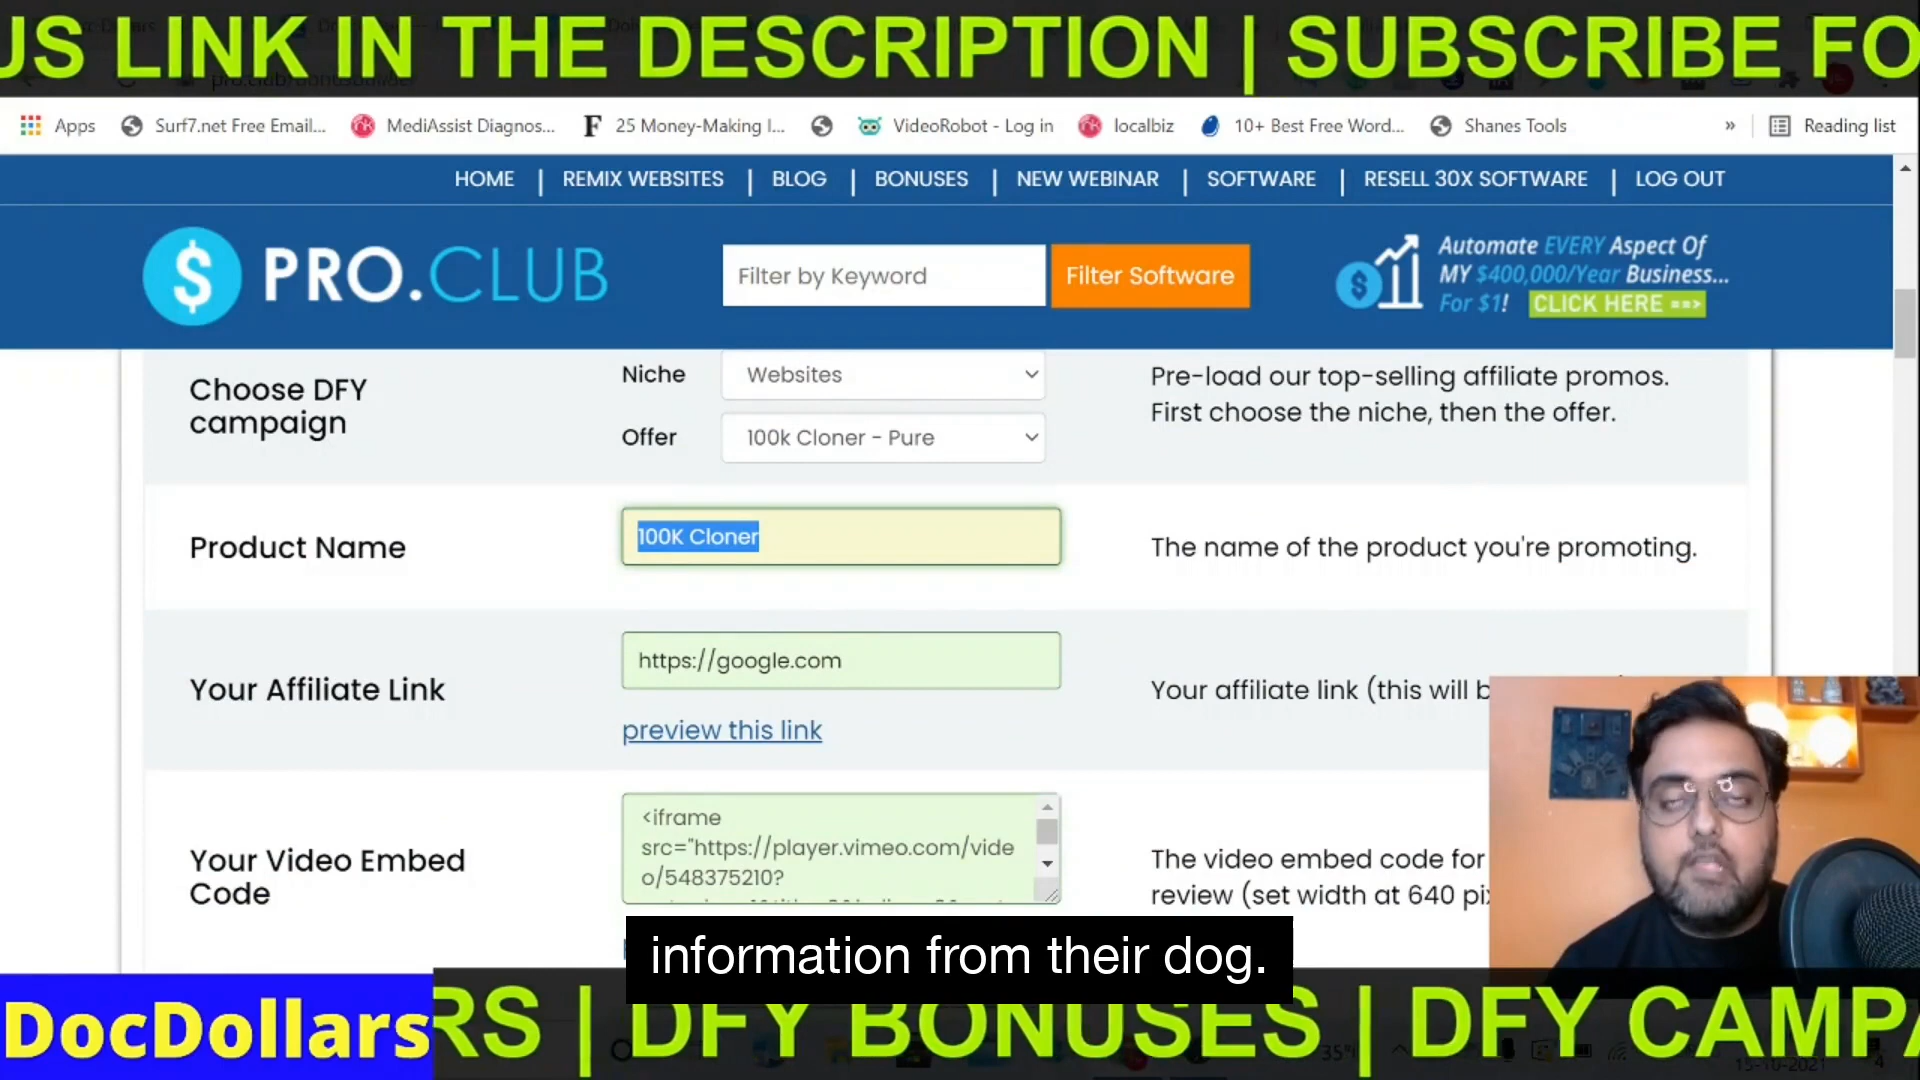 US LINK IN THE DESCRIPTION | SUBSCRIBE FO
Apps Surf7.net Free Email... MediAssist Diagnos... 25 Money-Making I... VideoRobot - Log in localbiz 10+ Best Free Word... Shanes Tools » Reading list
HOME | REMIX WEBSITES | BLOG | BONUSES | NEW WEBINAR | SOFTWARE | RESELL 30X SOFTWARE | LOG OUT
$ PRO.CLUB
Filter by Keyword
Filter Software
Automate EVERY Aspect Of
MY $400,000/Year Business...
For $1! CLICK HERE ==>
Choose DFY
campaign
Niche Websites
Offer 100k Cloner - Pure
Pre-load our top-selling affiliate promos.
First choose the niche, then the offer.
Product Name
100K Cloner
The name of the product you're promoting.
Your Affiliate Link
https://google.com
preview this link
Your affiliate link (this will b
Your Video Embed
Code
<iframe
src="https://player.vimeo.com/vide
o/548375210?
The video embed code for
review (set width at 640 pi
information from their dog.
DocDollars
RS | DFY BONUSES | DFY CAMPA
15-10-2021